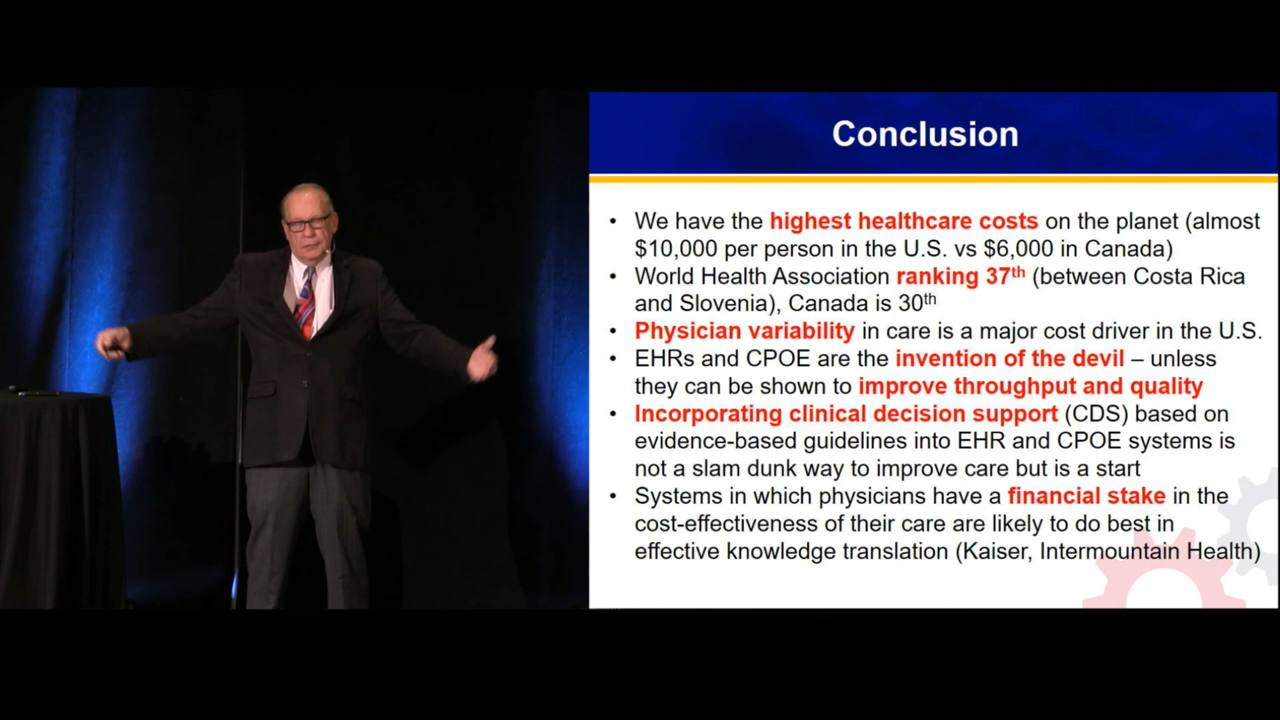 Conclusion
• We have the highest healthcare costs on the planet (almost
$10,000 per person in the U.S. vs $6,000 in Canada)
• World Health Association ranking 37th (between Costa Rica
and Slovenia), Canada is 30th
• Physician variability in care is a major cost driver in the U.S.
• EHRs and CPOE are the invention of the devil – unless
they can be shown to improve throughput and quality
• Incorporating clinical decision support (CDS) based on
evidence-based guidelines into EHR and CPOE systems is
not a slam dunk way to improve care but is a start
• Systems in which physicians have a financial stake in the
cost-effectiveness of their care are likely to do best in
effective knowledge translation (Kaiser, Intermountain Health)